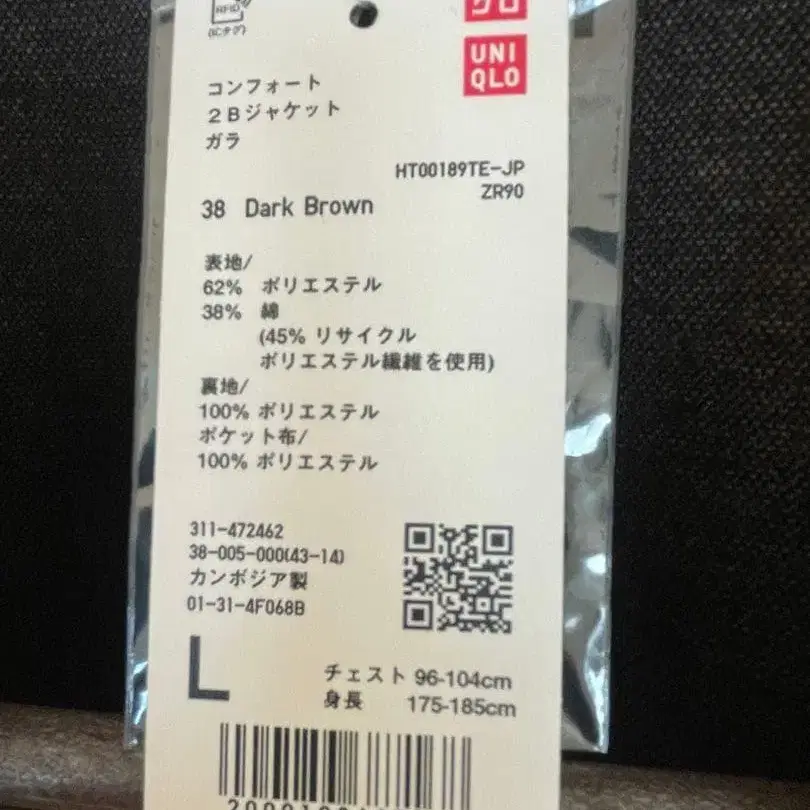 RFID
(ICタグ)
クロ
UNI
QLO
コンフォート
2Bジャケット
ガラ
HT00189TE-JP
ZR90
38 Dark Brown
表地/
62% ポリエステル
38% 綿
(45% リサイクル
ポリエステル繊維を使用)
裏地/
100% ポリエステル
ポケット布/
100% ポリエステル
311-472462
38-005-000(43-14)
カンボジア製
01-31-4F068B
L
チェスト 96-104cm
身長 175-185cm